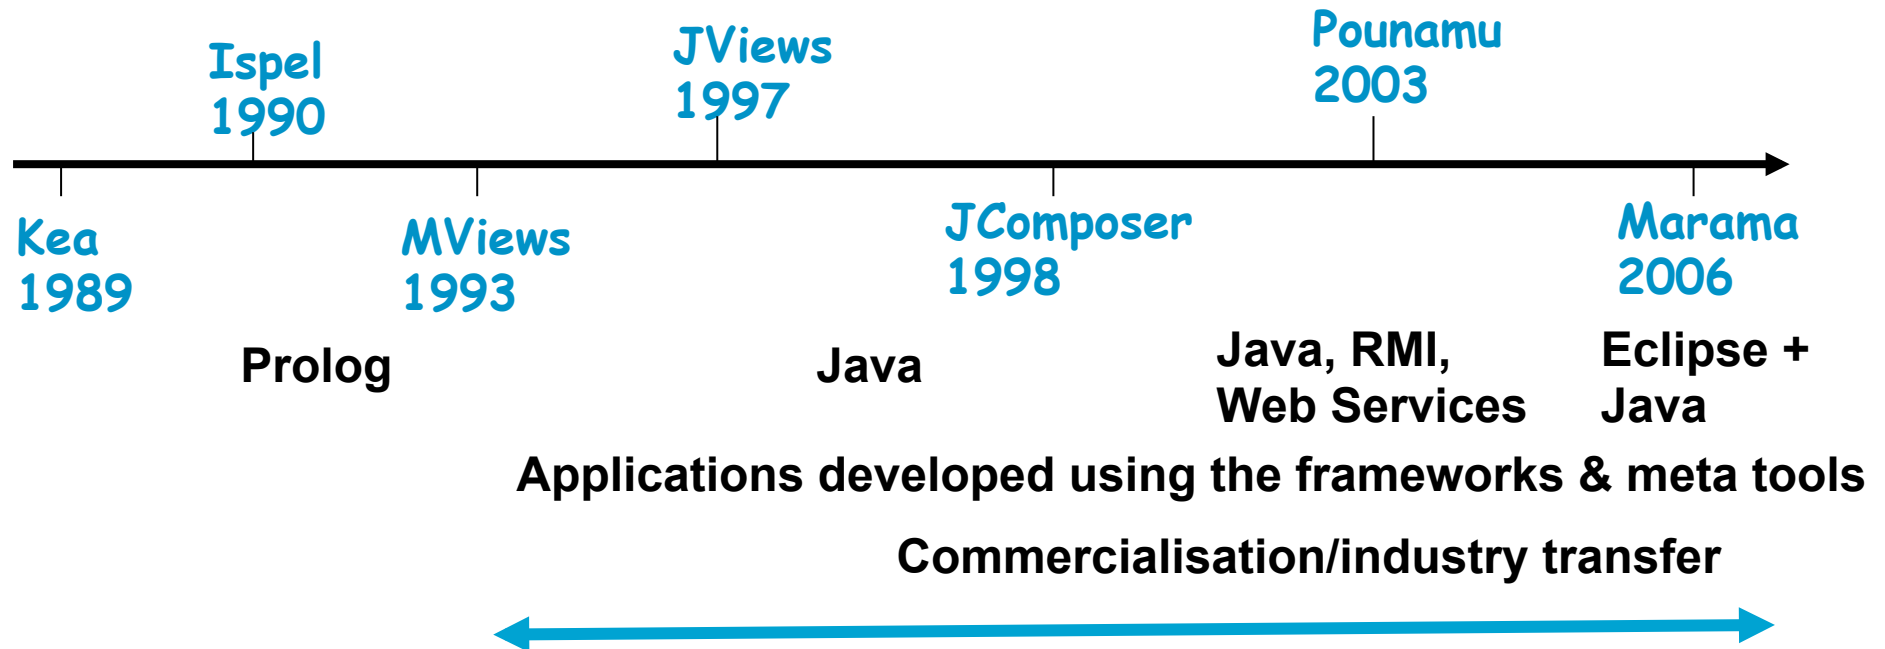 Ispel
1990
JViews
1997
Pounamu
2003
Kea
1989
MViews
1993
JComposer
1998
Marama
2006
Prolog
Java
Java, RMI,
Web Services
Eclipse +
Java
Applications developed using the frameworks & meta tools
Commercialisation/industry transfer